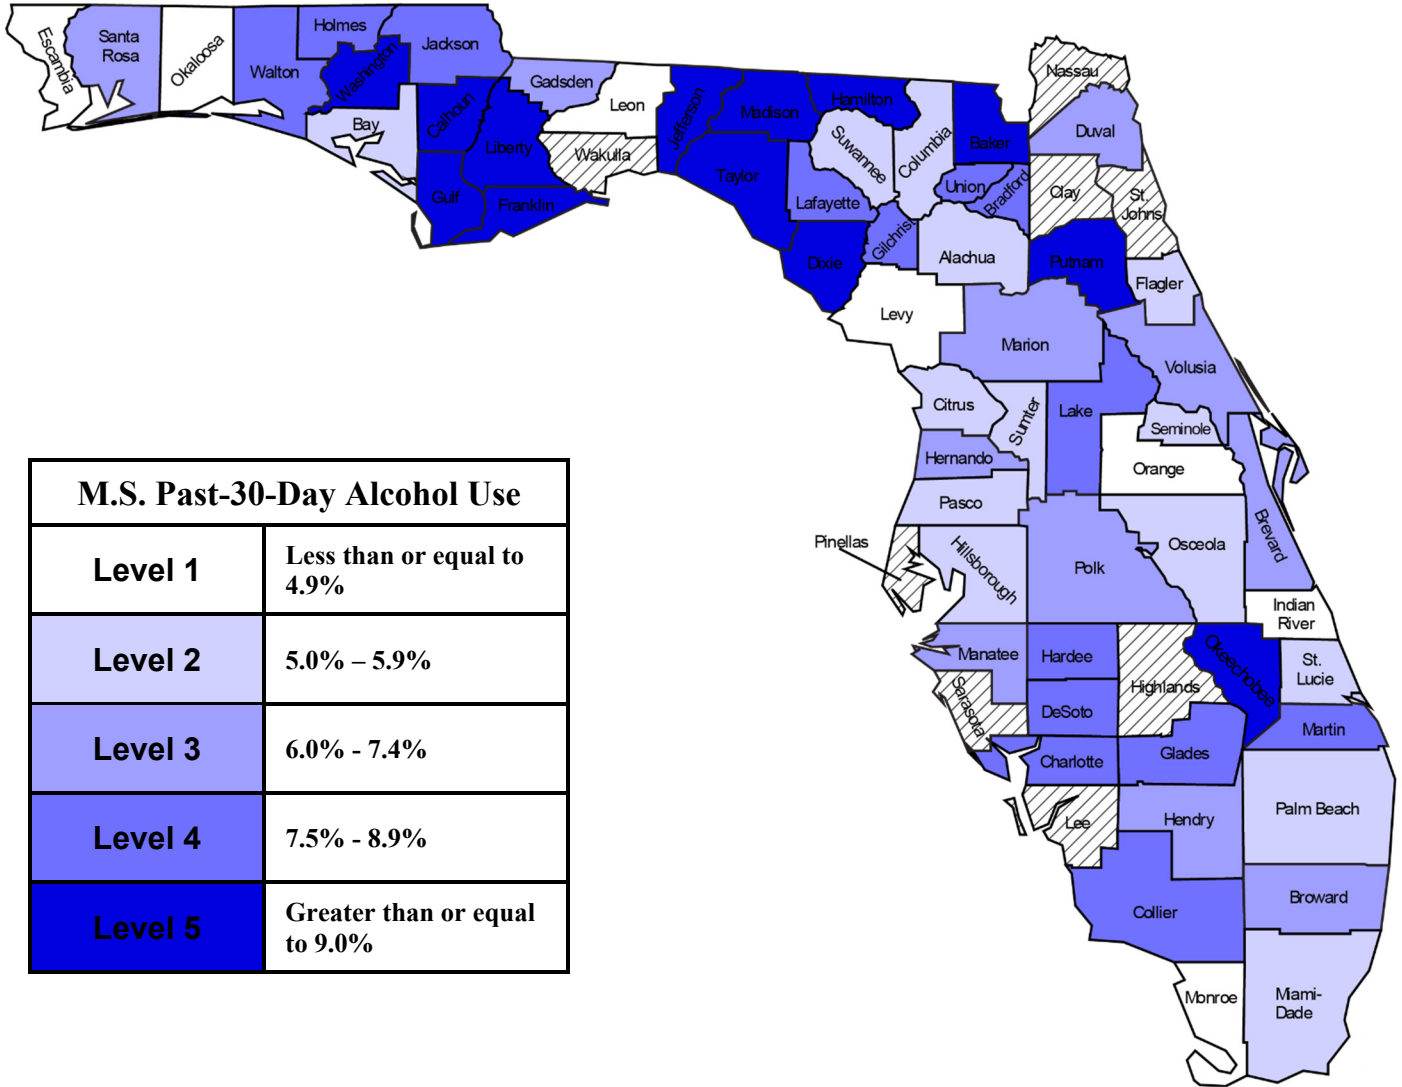 Escambia
Santa
Rosa
Okaloosa
Walton
Holmes
Washington
Jackson
Bay
Calhoun
Gulf
Liberty
Gadsden
Franklin
Leon
Wakulla
Jefferson
Madison
Taylor
Hamilton
Suwannee
Lafayette
Dixie
Columbia
Gilchrist
Baker
Union
Bradford
Alachua
Levy
Nassau
Duval
Clay
St.
Johns
Putnam
Flagler
Marion
Volusia
Citrus
Sumter
Lake
Seminole
Hernando
Orange
Pasco
Pinellas
Hillsborough
Polk
Osceola
Brevard
Indian
River
Manatee
Hardee
Highlands
Okeechobee
St.
Lucie
Sarasota
DeSoto
Martin
Charlotte
Glades
Lee
Hendry
Palm Beach
Collier
Broward
Monroe
Miami-
Dade
M.S. Past-30-Day Alcohol Use
Level 1
Less than or equal to
4.9%
Level 2
5.0% – 5.9%
Level 3
6.0% - 7.4%
Level 4
7.5% - 8.9%
Level 5
Greater than or equal
to 9.0%